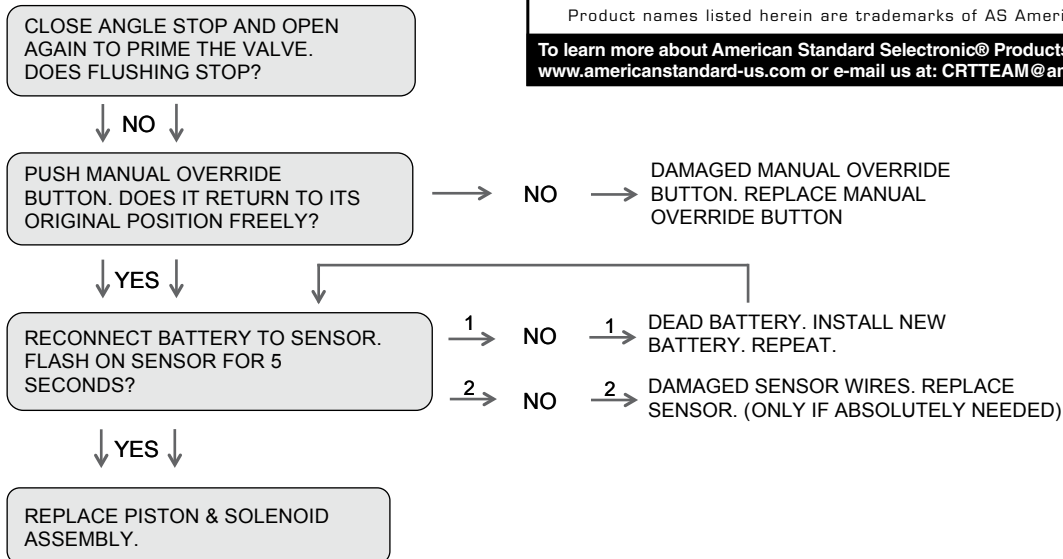 Product names listed herein are trademarks of AS
To learn more about American Standard Selectronic®
www.americanstandard-us.com or e-mail us at:
CLOSE ANGLE STOP AND OPEN
AGAIN TO PRIME THE VALVE.
DOES FLUSHING STOP?
NO
PUSH MANUAL OVERRIDE
BUTTON. DOES IT RETURN TO ITS
ORIGINAL POSITION FREELY?
NO
DAMAGED MANUAL OVERRIDE
BUTTON. REPLACE MANUAL
OVERRIDE BUTTON
YES
RECONNECT BATTERY TO SENSOR.
FLASH ON SENSOR FOR 5
SECONDS?
1
NO
1
DEAD BATTERY. INSTALL NEW
BATTERY. REPEAT.
2
NO
2
DAMAGED SENSOR WIRES. REPLACE
SENSOR. (ONLY IF ABSOLUTELY NEEDED)
YES
REPLACE PISTON & SOLENOID
ASSEMBLY.